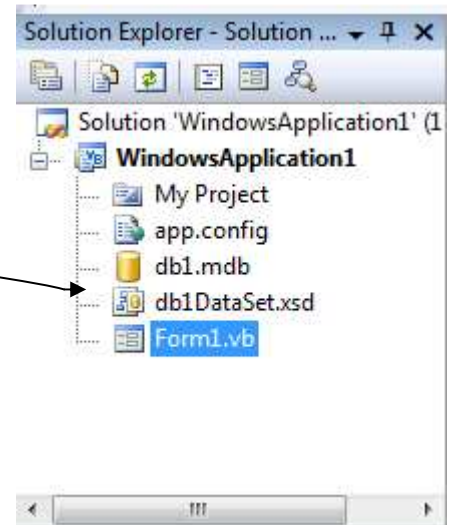 Solution Explorer - Solution ...
Solution 'WindowsApplication1' (1
WindowsApplication1
My Project
app.config
db1.mdb
db1DataSet.xsd
Form1.vb